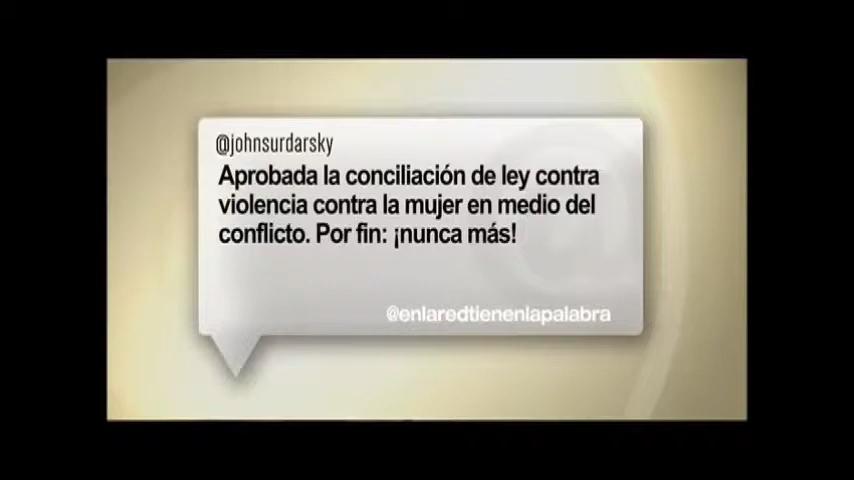 @johnsurdarsky
Aprobada la conciliación de ley contra
violencia contra la mujer en medio del
conflicto. Por fin: ¡nunca más!
@enlaredtienenlapalabra